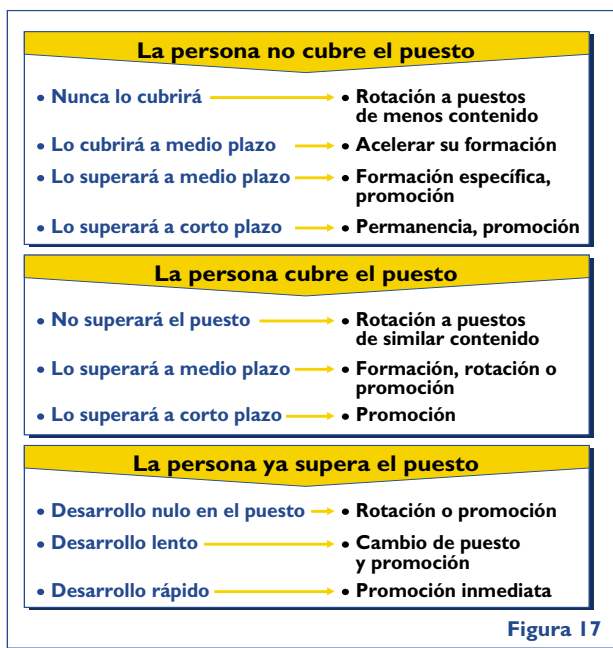 La persona no cubre el puesto
• Nunca lo cubrirá → • Rotación a puestos
de menos contenido
• Lo cubrirá a medio plazo → • Acelerar su formación
• Lo superará a medio plazo → • Formación específica,
promoción
• Lo superará a corto plazo → • Permanencia, promoción
La persona cubre el puesto
• No superará el puesto → • Rotación a puestos
de similar contenido
• Lo superará a medio plazo → • Formación, rotación o
promoción
• Lo superará a corto plazo → • Promoción
La persona ya supera el puesto
• Desarrollo nulo en el puesto → • Rotación o promoción
• Desarrollo lento → • Cambio de puesto
y promoción
• Desarrollo rápido → • Promoción inmediata
Figura 17